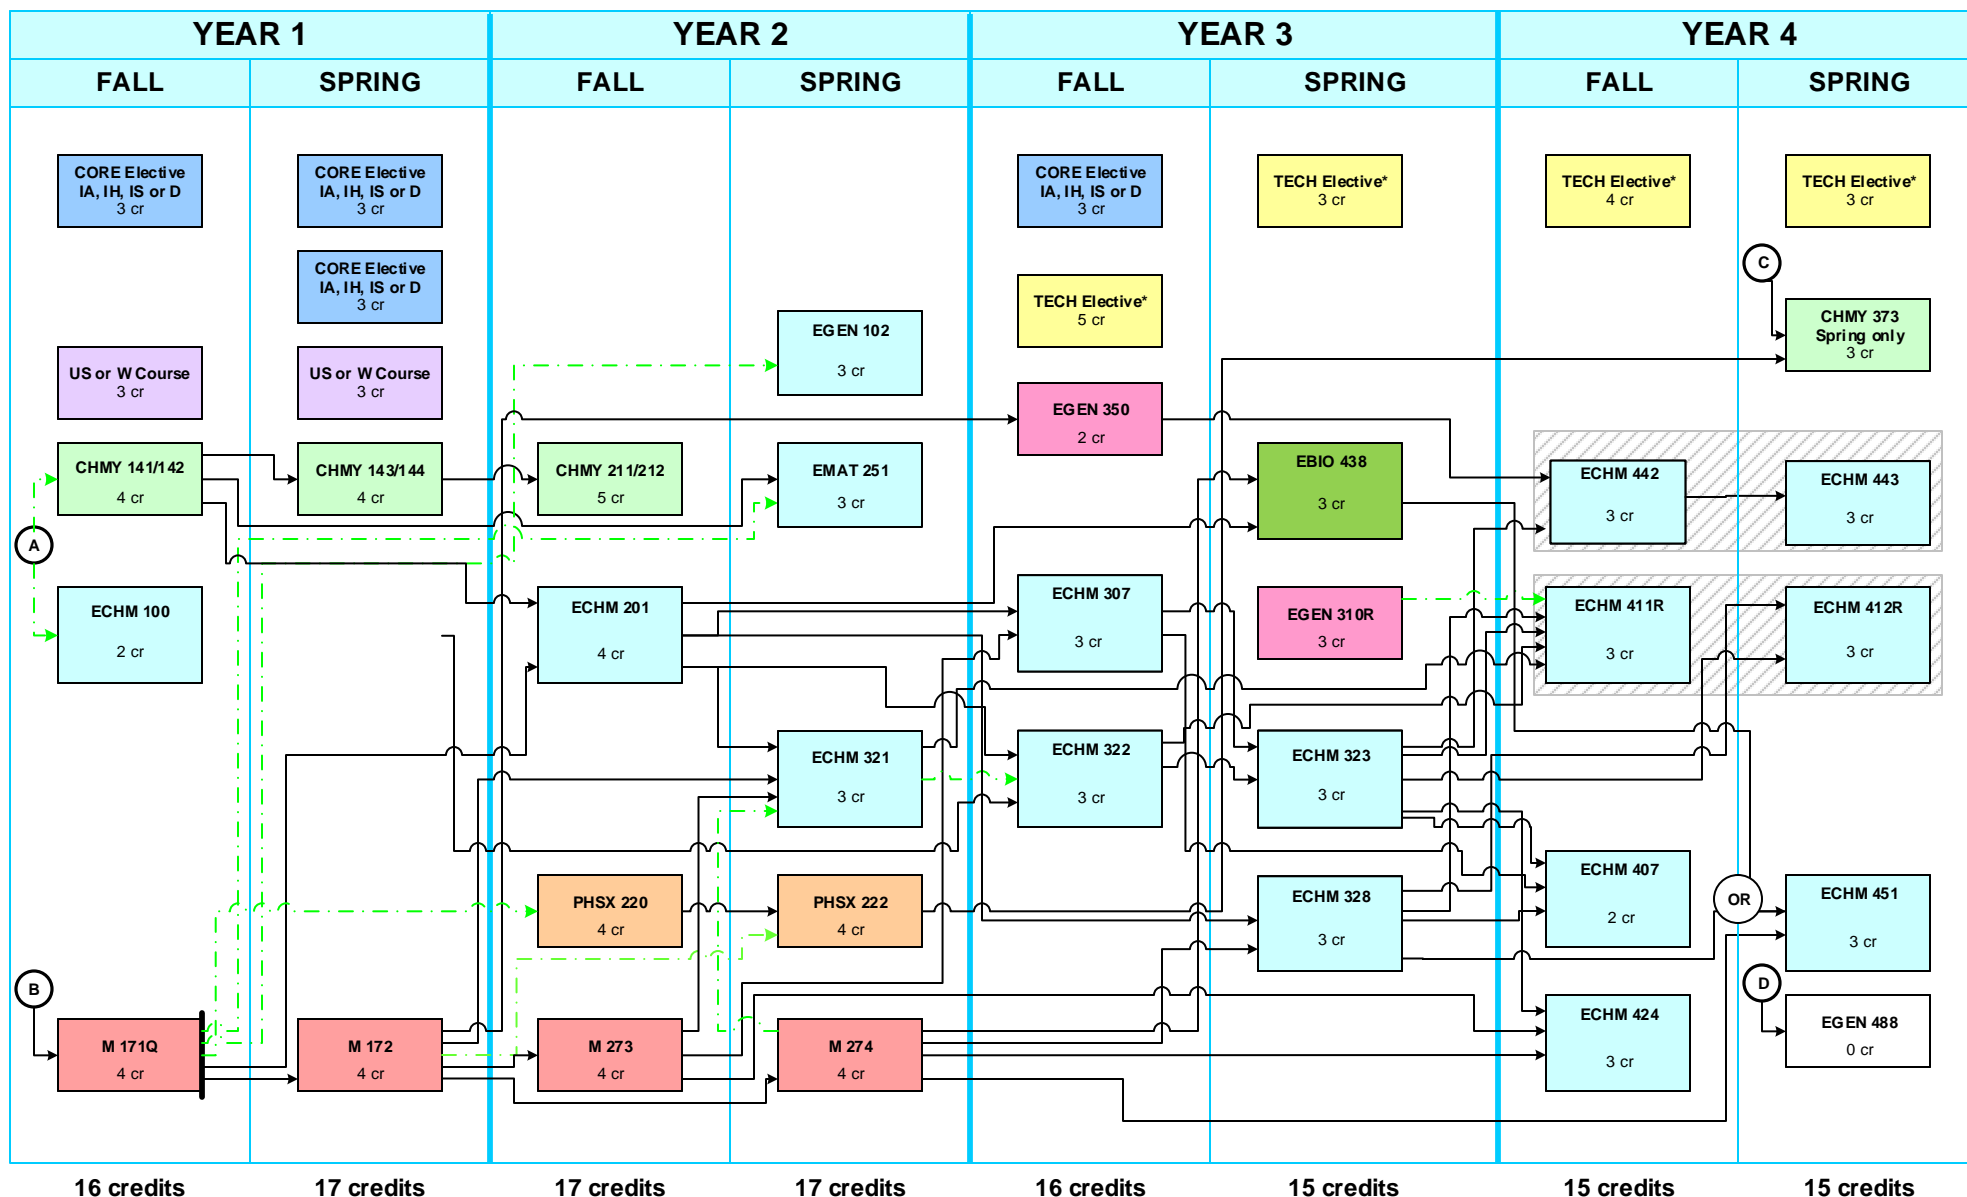 YEAR 1
YEAR 2
YEAR 3
YEAR 4
FALL
SPRING
FALL
SPRING
FALL
SPRING
FALL
SPRING
CORE Elective
IA, IH, IS or D
3 cr
US or W Course
3 cr
CHMY 141/142
4 cr
A
ECHM 100
2 cr
B
M 171Q
4 cr
16 credits
CORE Elective
IA, IH, IS or D
3 cr
CORE Elective
IA, IH, IS or D
3 cr
US or W Course
3 cr
CHMY 143/144
4 cr
M 172
4 cr
17 credits
CHMY 211/212
5 cr
ECHM 201
4 cr
PHSX 220
4 cr
M 273
4 cr
17 credits
EGEN 102
3 cr
EMAT 251
3 cr
ECHM 321
3 cr
PHSX 222
4 cr
M 274
4 cr
17 credits
CORE Elective
IA, IH, IS or D
3 cr
TECH Elective*
5 cr
EGEN 350
2 cr
ECHM 307
3 cr
ECHM 322
3 cr
16 credits
TECH Elective*
3 cr
EBIO 438
3 cr
EGEN 310R
3 cr
ECHM 323
3 cr
ECHM 328
3 cr
15 credits
TECH Elective*
4 cr
ECHM 442
3 cr
ECHM 411R
3 cr
ECHM 407
2 cr
ECHM 424
3 cr
15 credits
TECH Elective*
3 cr
C
CHMY 373
Spring only
3 cr
ECHM 443
3 cr
ECHM 412R
3 cr
OR
ECHM 451
3 cr
D
EGEN 488
0 cr
15 credits